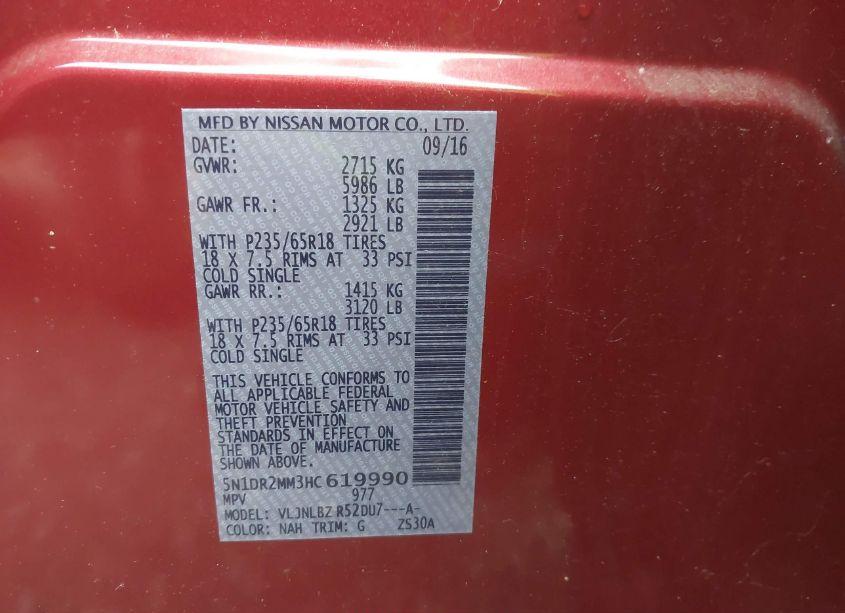 MFD BY NISSAN MOTOR CO., LTD.
DATE: 09/16
GVWR: 2715 KG
5986 LB
GAWR FR.: 1325 KG
2921 LB
WITH P235/65R18 TIRES
18 X 7.5 RIMS AT 33 PSI
COLD SINGLE
GAWR RR.: 1415 KG
3120 LB
WITH P235/65R18 TIRES
18 X 7.5 RIMS AT 33 PSI
COLD SINGLE
THIS VEHICLE CONFORMS TO
ALL APPLICABLE FEDERAL
MOTOR VEHICLE SAFETY AND
THEFT PREVENTION
STANDARDS IN EFFECT ON
THE DATE OF MANUFACTURE
SHOWN ABOVE.
5N1DR2MM3HC 619990
MPV 977
MODEL: VLJNLBZ R52DU7---A-
COLOR: NAH TRIM: G ZS30A